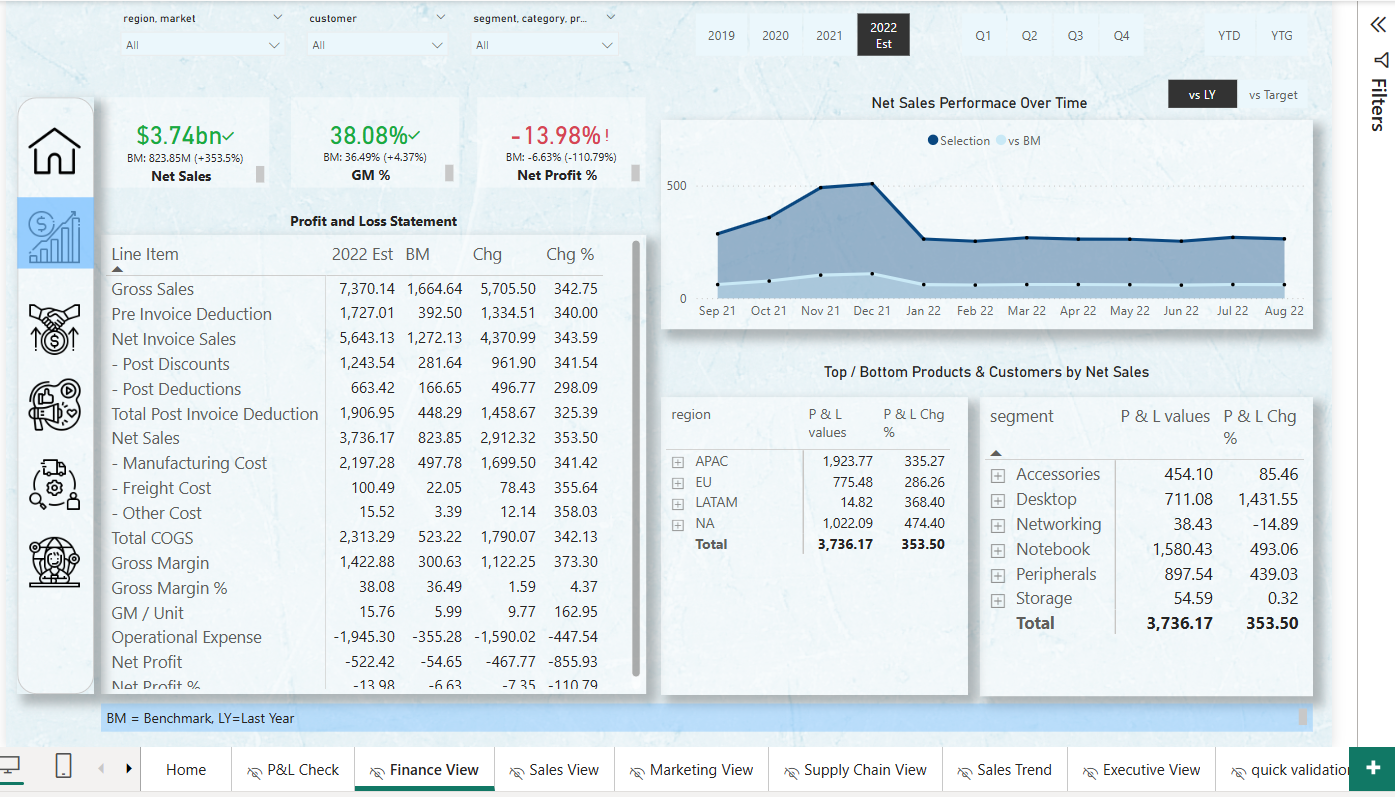 region, market
customer
segment, category, pr...
All
All
All
2019 2020 2021 2022 Est
Q1 Q2 Q3 Q4
YTD YTG
Filters
vs LY vs Target
$3.74bn
BM: 823.85M (+353.5%)
Net Sales
38.08%
BM: 36.49% (+4.37%)
GM %
-13.98% !
BM: -6.63% (-110.79%)
Net Profit %
Net Sales Performace Over Time
Selection vs BM
500
0
Sep 21 Oct 21 Nov 21 Dec 21 Jan 22 Feb 22 Mar 22 Apr 22 May 22 Jun 22 Jul 22 Aug 22
Profit and Loss Statement
Line Item 2022 Est BM Chg Chg %
Gross Sales 7,370.14 1,664.64 5,705.50 342.75
Pre Invoice Deduction 1,727.01 392.50 1,334.51 340.00
Net Invoice Sales 5,643.13 1,272.13 4,370.99 343.59
- Post Discounts 1,243.54 281.64 961.90 341.54
- Post Deductions 663.42 166.65 496.77 298.09
Total Post Invoice Deduction 1,906.95 448.29 1,458.67 325.39
Net Sales 3,736.17 823.85 2,912.32 353.50
- Manufacturing Cost 2,197.28 497.78 1,699.50 341.42
- Freight Cost 100.49 22.05 78.43 355.64
- Other Cost 15.52 3.39 12.14 358.03
Total COGS 2,313.29 523.22 1,790.07 342.13
Gross Margin 1,422.88 300.63 1,122.25 373.30
Gross Margin % 38.08 36.49 1.59 4.37
GM / Unit 15.76 5.99 9.77 162.95
Operational Expense -1,945.30 -355.28 -1,590.02 -447.54
Net Profit -522.42 -54.65 -467.77 -855.93
Net Profit % -13.98 -6.63 -7.35 -110.79
Top / Bottom Products & Customers by Net Sales
region P & L values P & L Chg %
APAC 1,923.77 335.27
EU 775.48 286.26
LATAM 14.82 368.40
NA 1,022.09 474.40
Total 3,736.17 353.50
segment P & L values P & L Chg %
Accessories 454.10 85.46
Desktop 711.08 1,431.55
Networking 38.43 -14.89
Notebook 1,580.43 493.06
Peripherals 897.54 439.03
Storage 54.59 0.32
Total 3,736.17 353.50
BM = Benchmark, LY=Last Year
Home P&L Check Finance View Sales View Marketing View Supply Chain View Sales Trend Executive View quick validation